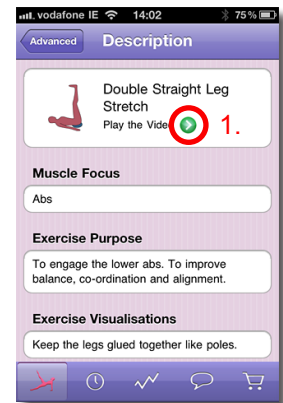 vodafone IE 14:02 75%
Advanced Description
Double Straight Leg
Stretch
Play the Video 1.
Muscle Focus
Abs
Exercise Purpose
To engage the lower abs. To improve
balance, co-ordination and alignment.
Exercise Visualisations
Keep the legs glued together like poles.